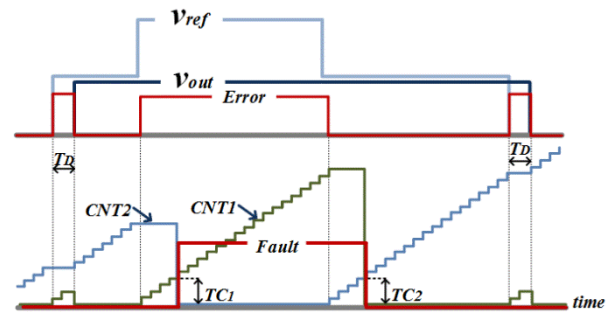 vref
vout
Error
TD
TD
CNT2
CNT1
Fault
TC1
TC2
time